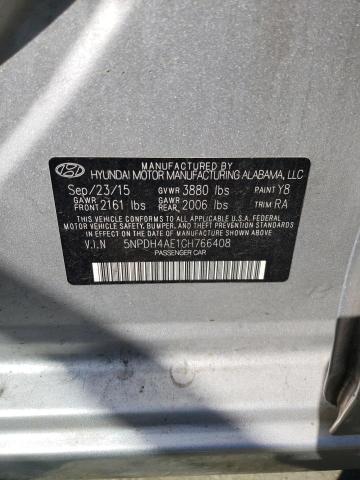 MANUFACTURED BY
HYUNDAI MOTOR MANUFACTURING ALABAMA, LLC
Sep/23/15 GVWR 3880 lbs PAINT Y8
GAWR FRONT 2161 lbs GAWR REAR 2006 lbs TRIM RA
THIS VEHICLE CONFORMS TO ALL APPLICABLE U.S.A. FEDERAL
MOTOR VEHICLE SAFETY, BUMPER, AND THEFT PREVENTION
STANDARDS IN EFFECT ON THE DATE OF MANUFACTURE SHOWN ABOVE.
V.I.N 5NPDH4AE1GH766408
PASSENGER CAR